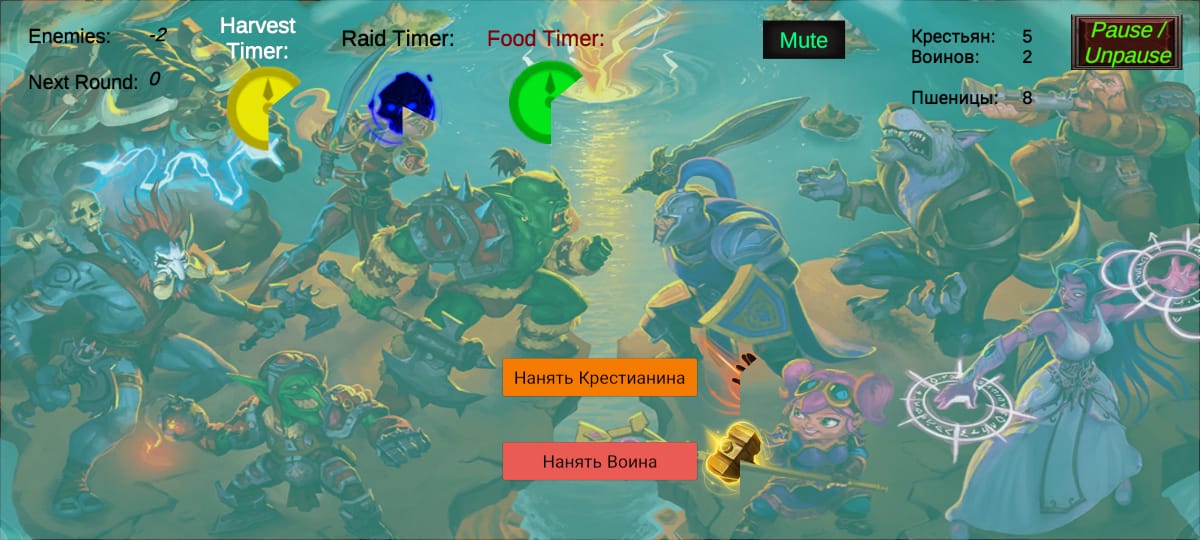 Enemies: -2
Next Round: 0
Harvest
Timer:
Raid Timer:
Food Timer:
Mute
Крестьян: 5
Воинов: 2
Пшеницы: 8
Pause /
Unpause
Нанять Крестианина
Нанять Воина